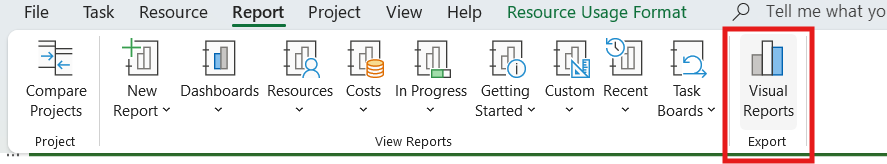 File Task Resource Report Project View Help Resource Usage Format Tell me what yo
Compare Projects
New Report
Dashboards
Resources
Costs
In Progress
Getting Started
Custom
Recent
Task Boards
Visual Reports
Project View Reports Export